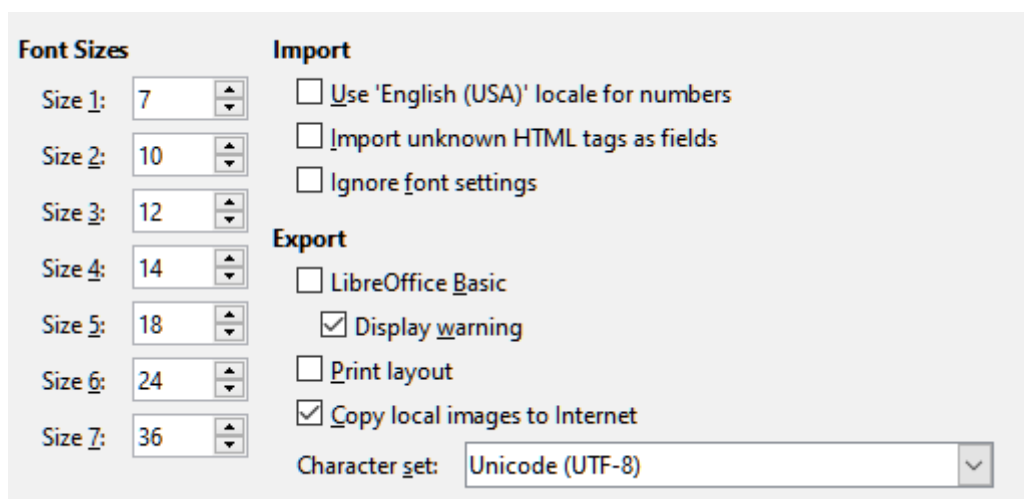 Font Sizes
Size 1: 7
Size 2: 10
Size 3: 12
Size 4: 14
Size 5: 18
Size 6: 24
Size 7: 36
Import
Use 'English (USA)' locale for numbers
Import unknown HTML tags as fields
Ignore font settings
Export
LibreOffice Basic
Display warning
Print layout
Copy local images to Internet
Character set: Unicode (UTF-8)